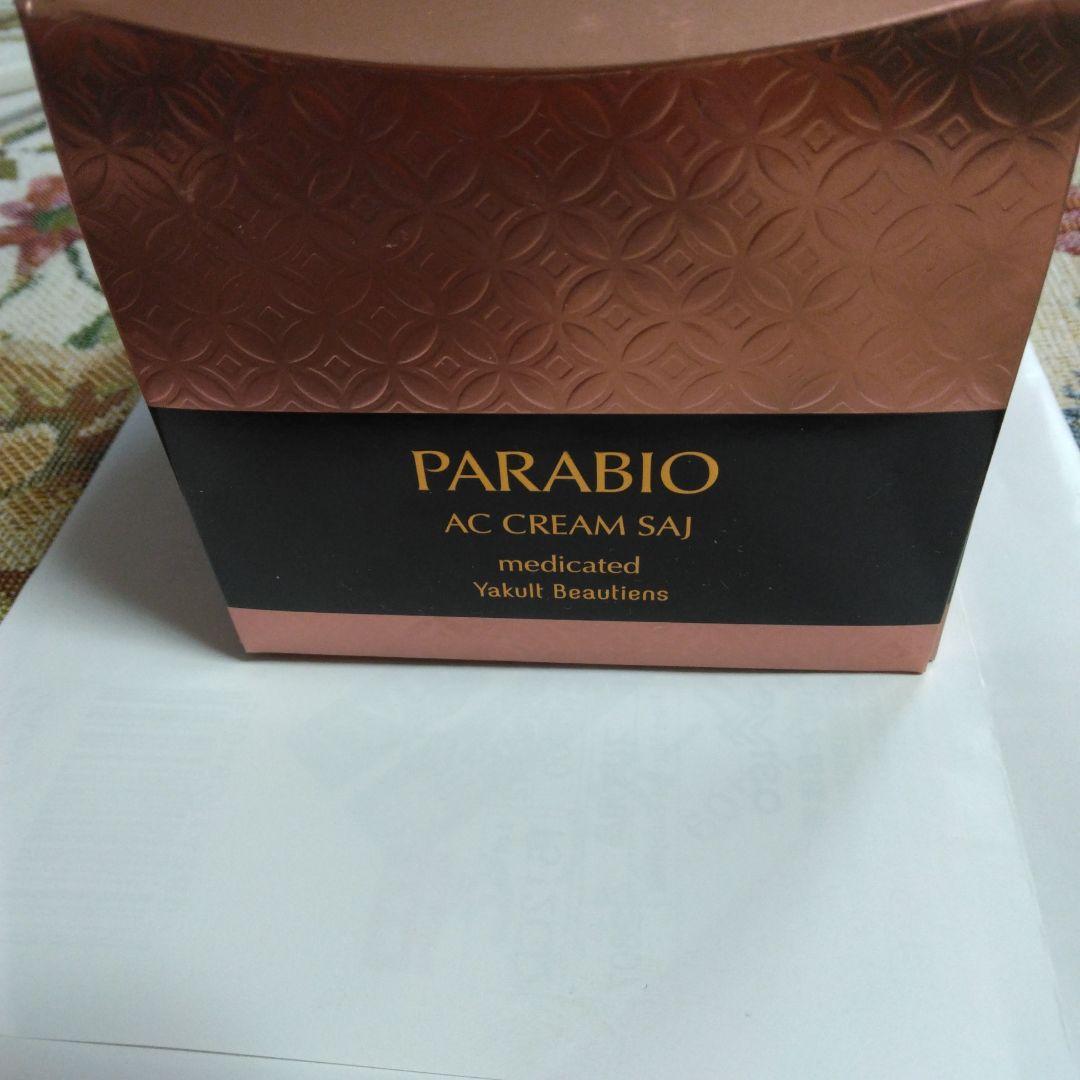 PARABIO
AC CREAM SAJ
medicated
Yakult Beautiens